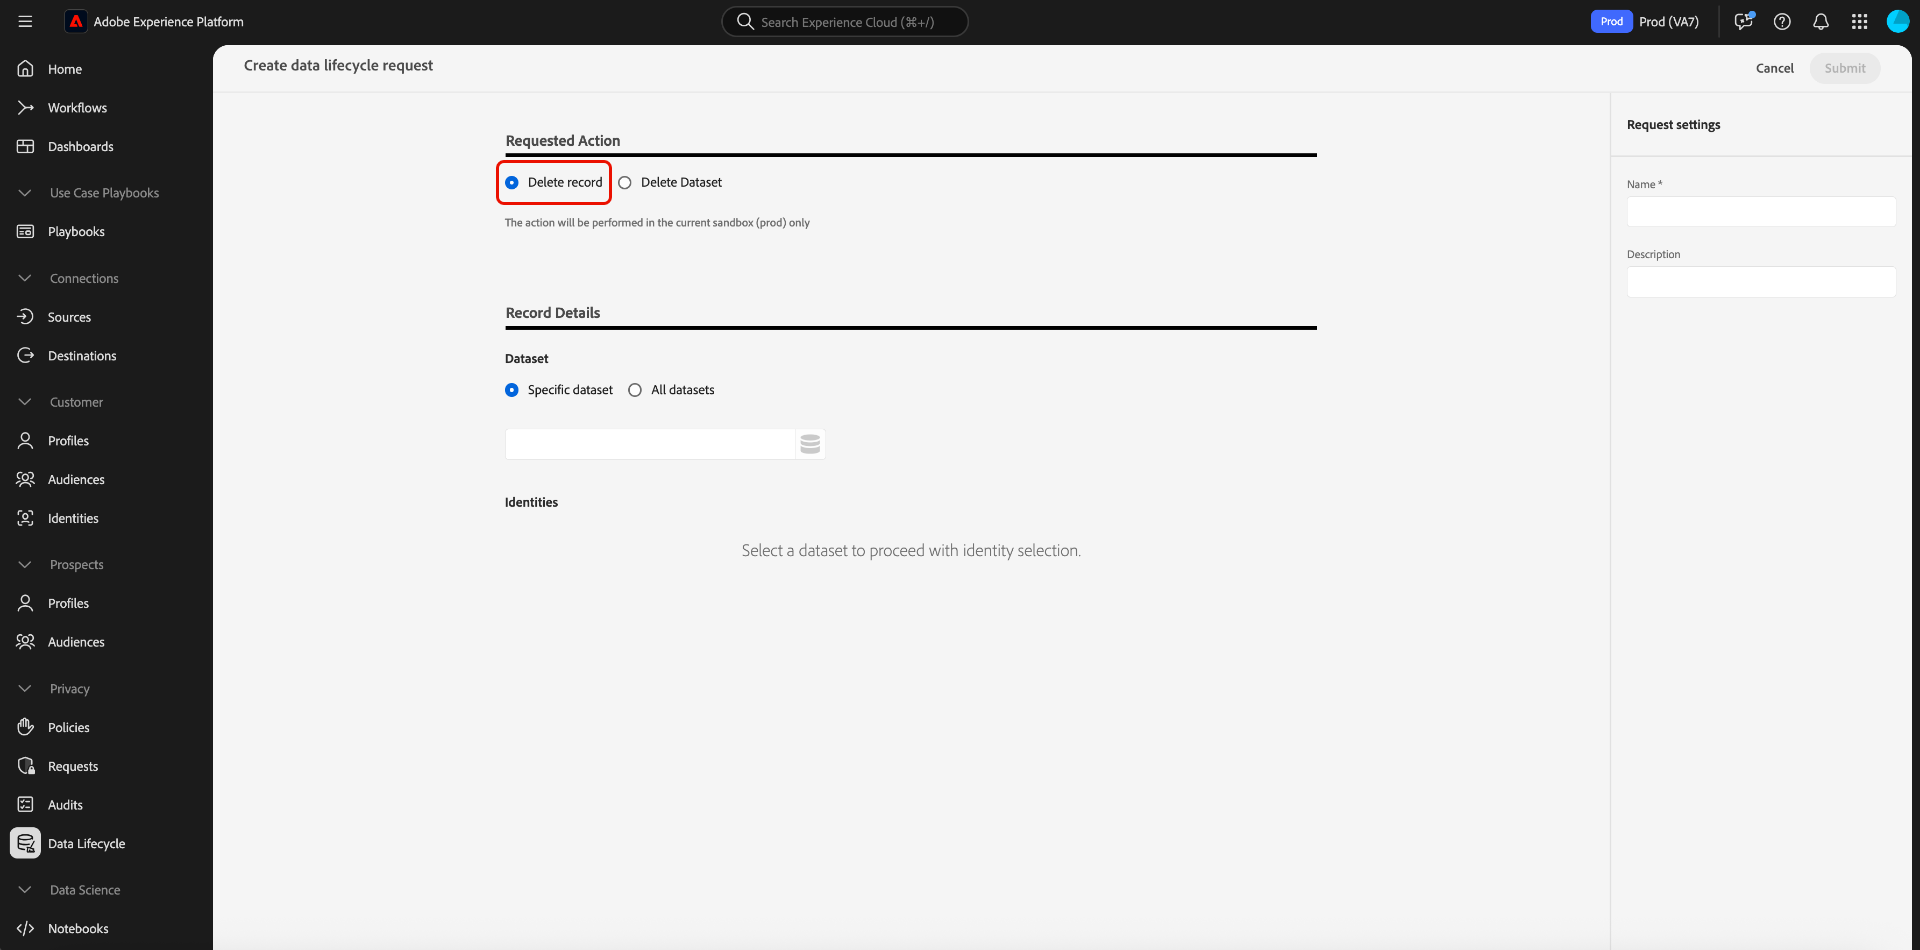 Adobe Experience Platform
Search Experience Cloud (⌘+/)
Prod
Prod (VA7)
Home
Workflows
Dashboards
Use Case Playbooks
Playbooks
Connections
Sources
Destinations
Customer
Profiles
Audiences
Identities
Prospects
Profiles
Audiences
Privacy
Policies
Requests
Audits
Data Lifecycle
Data Science
Notebooks
Create data lifecycle request
Cancel
Submit
Requested Action
Delete record
Delete Dataset
The action will be performed in the current sandbox (prod) only
Record Details
Dataset
Specific dataset
All datasets
Identities
Select a dataset to proceed with identity selection.
Request settings
Name *
Description